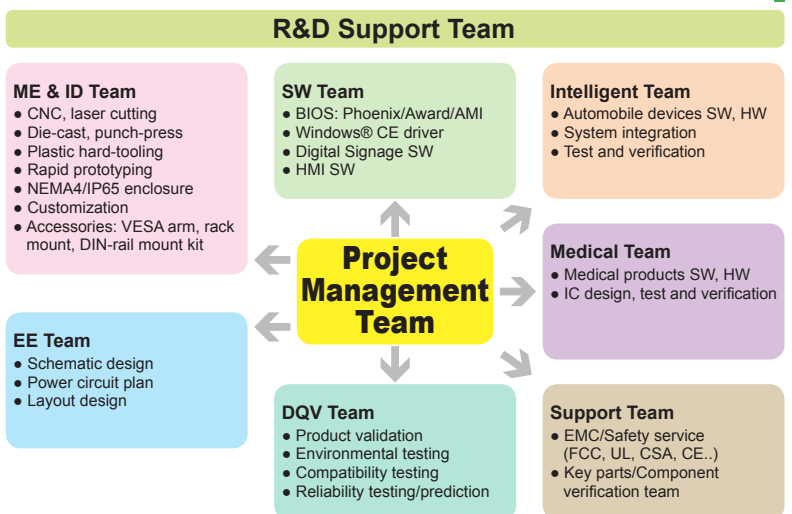 R&D Support Team
ME & ID Team
● CNC, laser cutting
● Die-cast, punch-press
● Plastic hard-tooling
● Rapid prototyping
● NEMA4/IP65 enclosure
● Customization
● Accessories: VESA arm, rack
mount, DIN-rail mount kit
SW Team
● BIOS: Phoenix/Award/AMI
● Windows® CE driver
● Digital Signage SW
● HMI SW
Intelligent Team
● Automobile devices SW, HW
● System integration
● Test and verification
Project
Management
Team
Medical Team
● Medical products SW, HW
● IC design, test and verification
EE Team
● Schematic design
● Power circuit plan
● Layout design
DQV Team
● Product validation
● Environmental testing
● Compatibility testing
● Reliability testing/prediction
Support Team
● EMC/Safety service
(FCC, UL, CSA, CE..)
● Key parts/Component
verification team